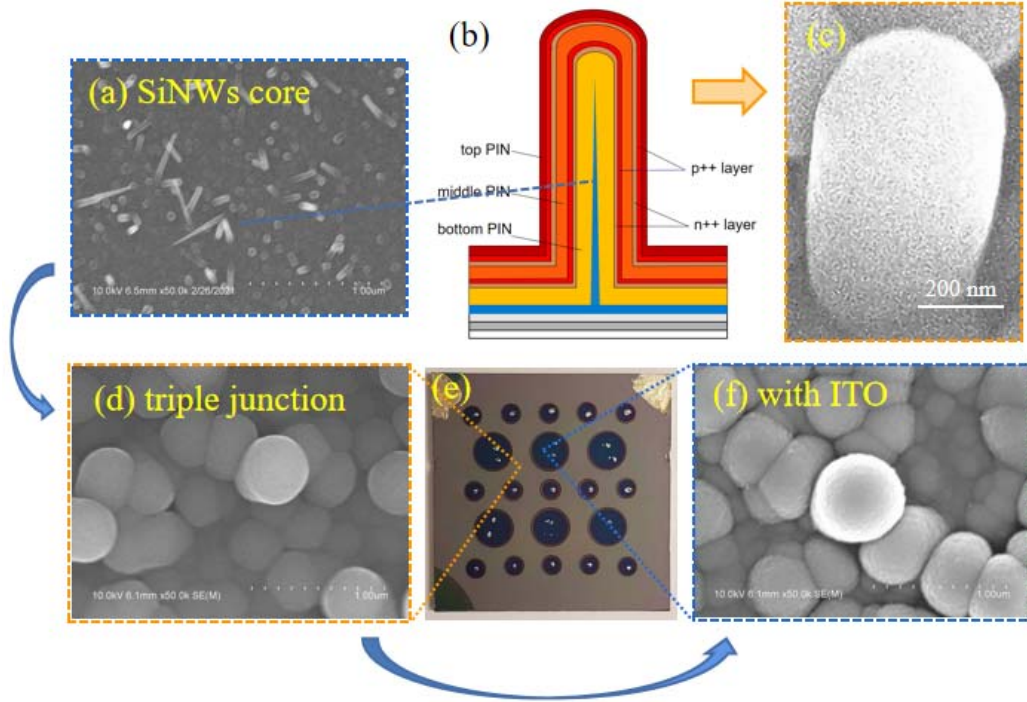 (a) SiNWs core
10.0kV 6.5mm x50.0k 2/26/2021
1.00um
(b)
top PIN
middle PIN
bottom PIN
p++ layer
n++ layer
(c)
200 nm
(d) triple junction
10.0kV 6.1mm x50.0k SE(M)
1.00um
(e)
(f) with ITO
10.0kV 6.1mm x50.0k SE(M)
1.00um